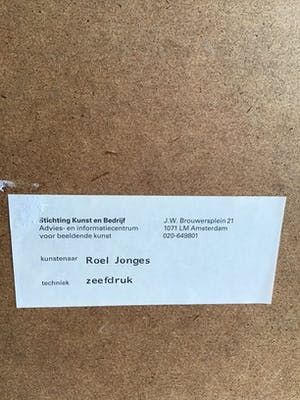 Stichting Kunst en Bedrijf
Advies- en informatiecentrum
voor beeldende kunst
J.W. Brouwersplein 21
1071 LM Amsterdam
020-649801
kunstenaar Roel Jonges
techniek zeefdruk